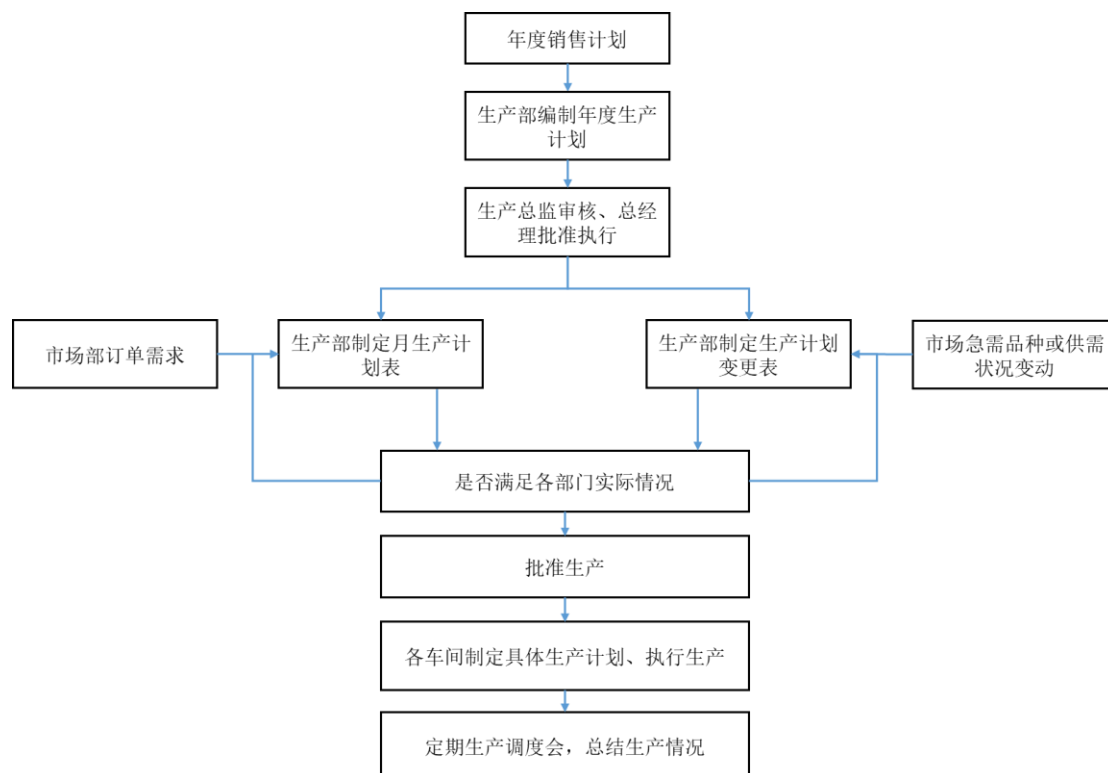 年度销售计划
生产部编制年度生产
计划
生产总监审核、总经
理批准执行
市场部订单需求
生产部制定月生产计
划表
生产部制定生产计划
变更表
市场急需品种或供需
状况变动
是否满足各部门实际情况
批准生产
各车间制定具体生产计划、执行生产
定期生产调度会，总结生产情况